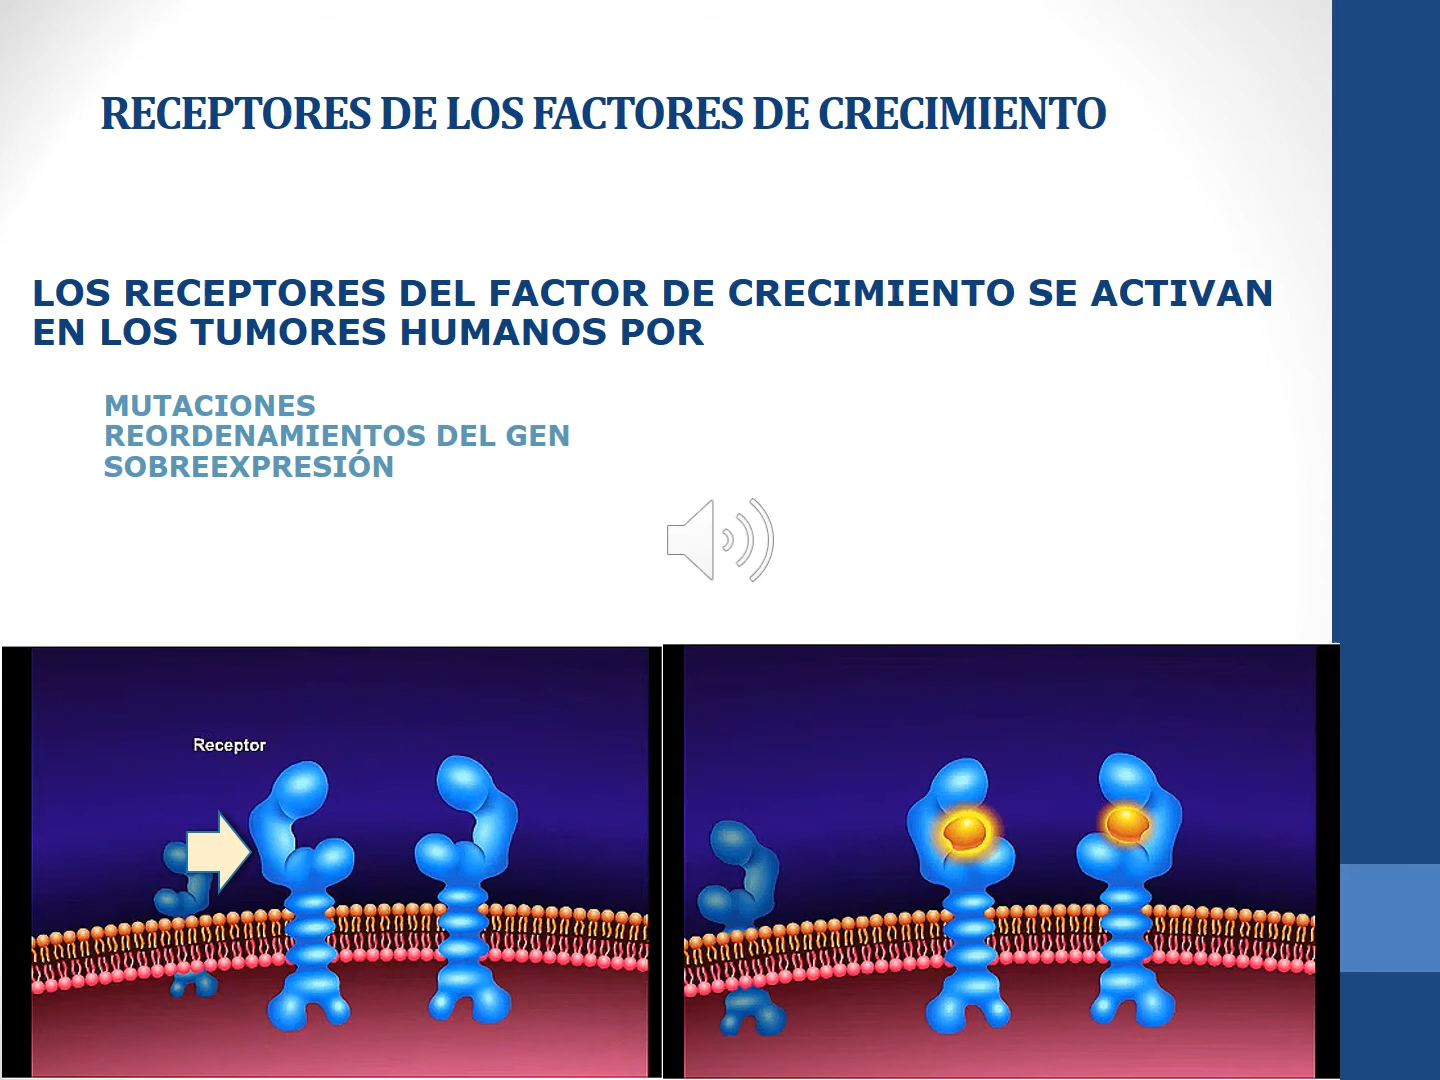 RECEPTORES DE LOS FACTORES DE CRECIMIENTO
LOS RECEPTORES DEL FACTOR DE CRECIMIENTO SE ACTIVAN
EN LOS TUMORES HUMANOS POR
MUTACIONES
REORDENAMIENTOS DEL GEN
SOBREEXPRESIÓN
Receptor